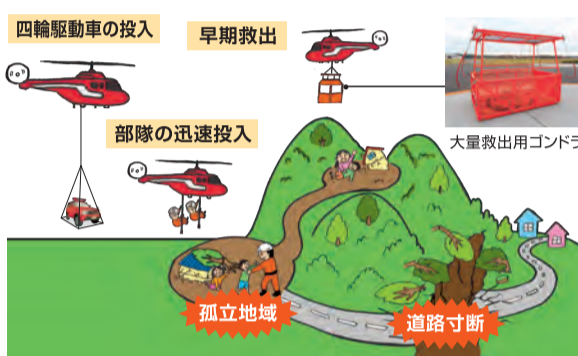 四輪駆動車の投入
早期救出
部隊の迅速投入
大量救出用ゴンドラ
孤立地域
道路寸断